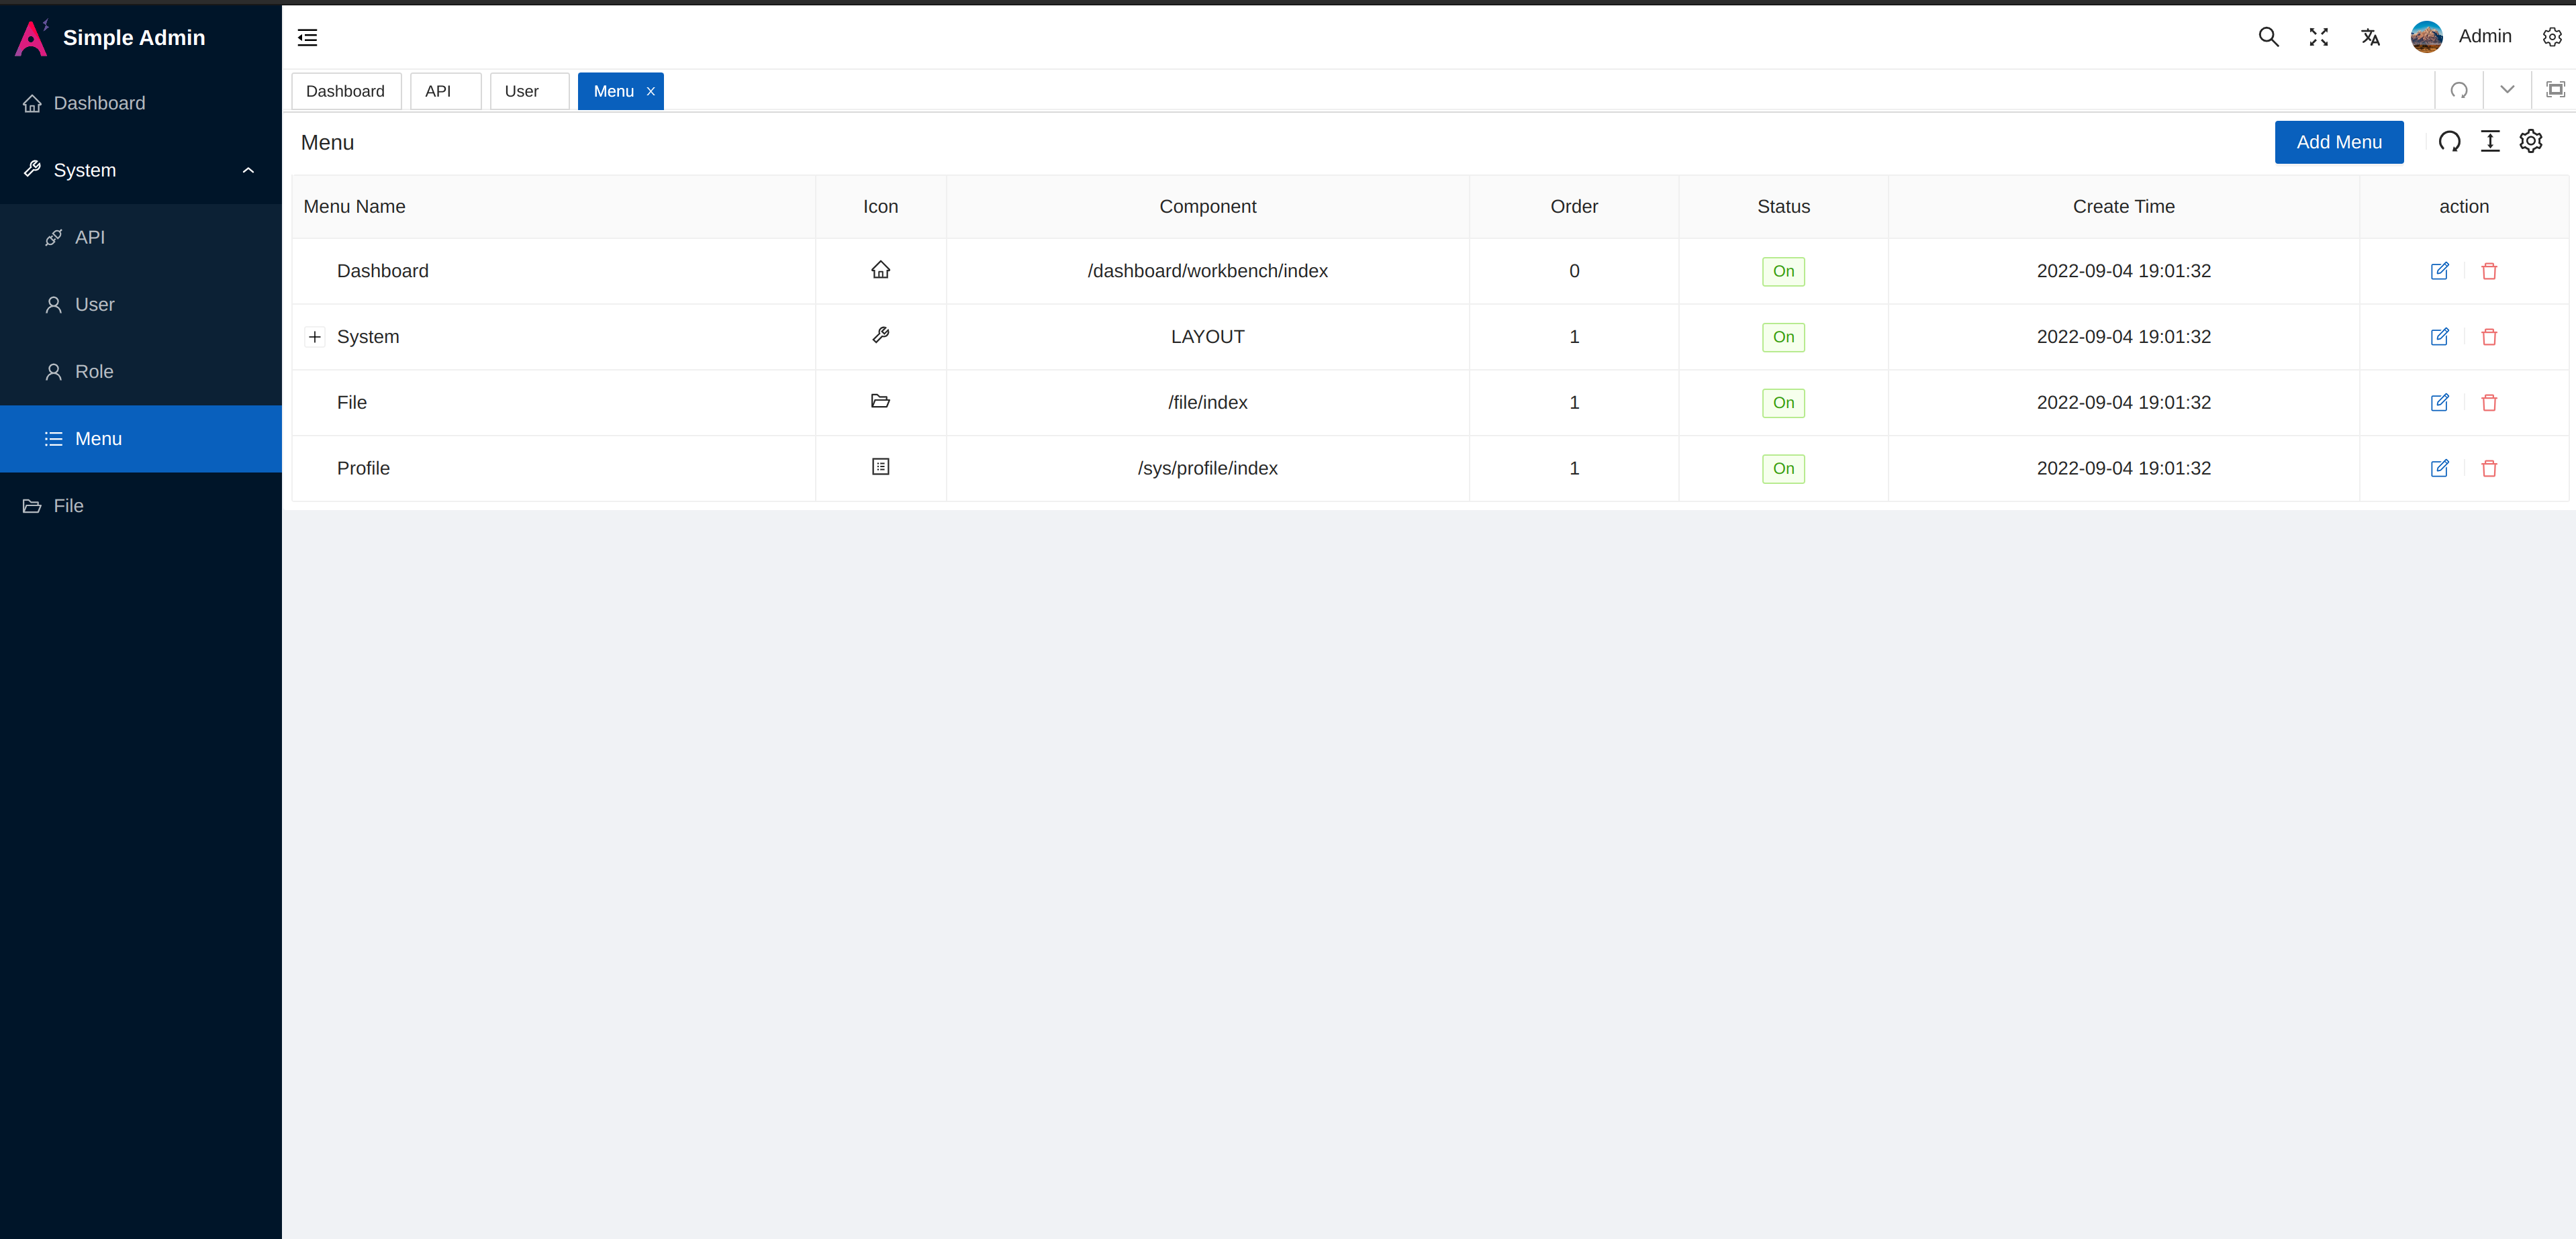 Simple Admin
Admin
Dashboard
System
API
User
Role
Menu
File
Dashboard API User Menu
Menu
Add Menu
Menu Name Icon Component Order Status Create Time action
Dashboard /dashboard/workbench/index 0 On 2022-09-04 19:01:32
System LAYOUT 1 On 2022-09-04 19:01:32
File /file/index 1 On 2022-09-04 19:01:32
Profile /sys/profile/index 1 On 2022-09-04 19:01:32